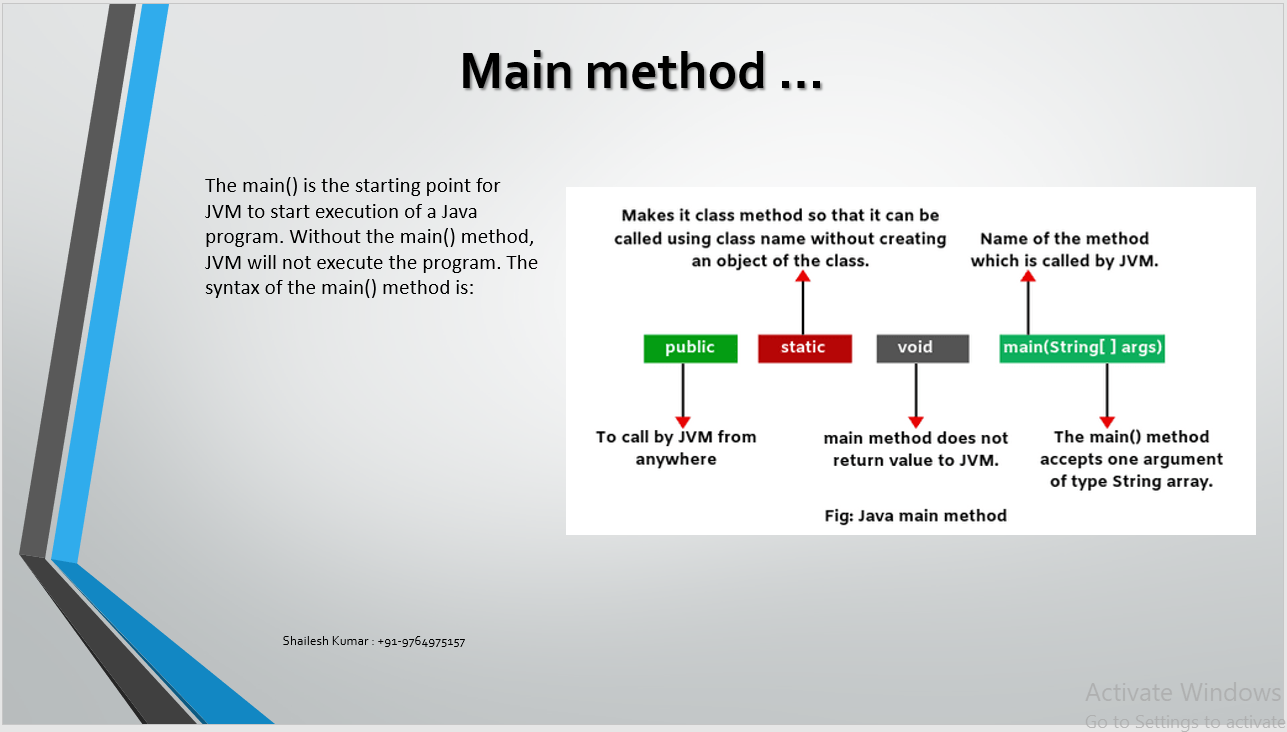 Main method ...
The main() is the starting point for
JVM to start execution of a Java
program. Without the main() method,
JVM will not execute the program. The
syntax of the main() method is:
Makes it class method so that it can be
called using class name without creating
an object of the class.
Name of the method
which is called by JVM.
public static void main(String[ ] args)
To call by JVM from
anywhere
main method does not
return value to JVM.
The main() method
accepts one argument
of type String array.
Fig: Java main method
Shailesh Kumar : +91-9764975157
Activate Windows
Go to Settings to activate